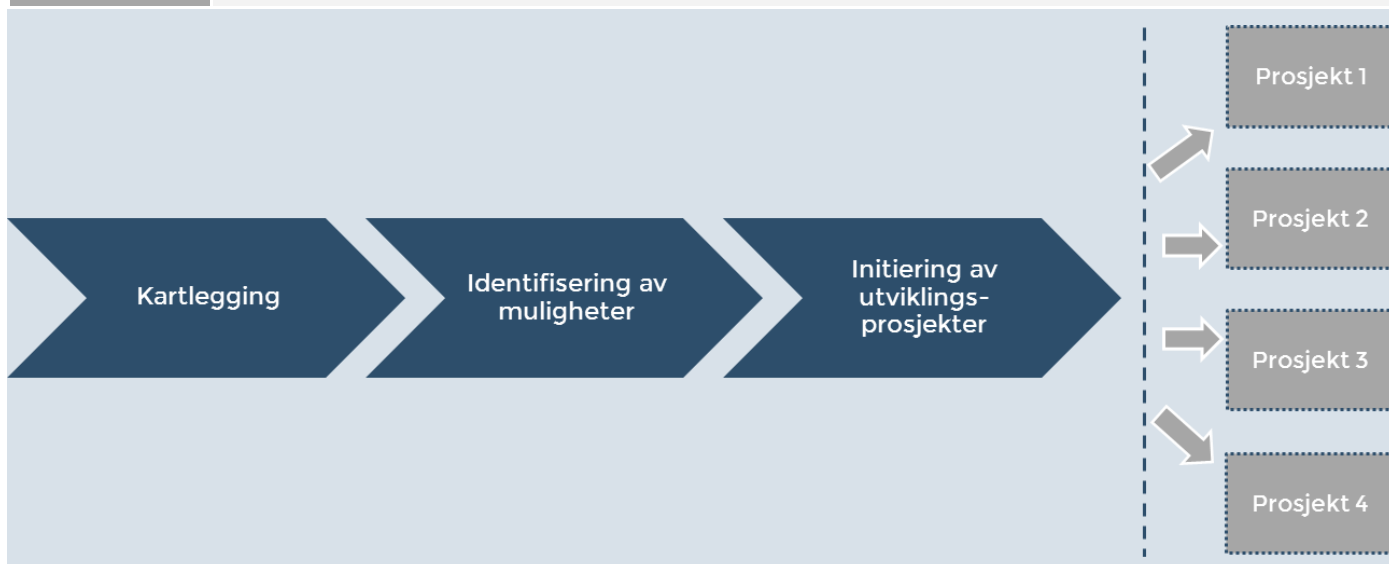 Kartlegging
Identifisering av
muligheter
Initiering av
utviklings-
prosjekter
Prosjekt 1
Prosjekt 2
Prosjekt 3
Prosjekt 4